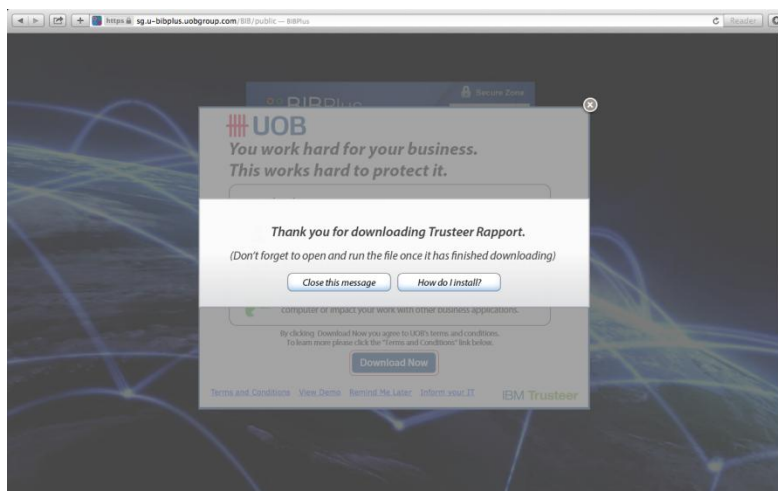 https sg.u-bibplus.uobgroup.com/BIB/public — BIBPlus
Reader
BIBPlus
Secure Zone
UOB
You work hard for your business.
This works hard to protect it.
Thank you for downloading Trusteer Rapport.
(Don't forget to open and run the file once it has finished downloading)
Close this message
How do I install?
computer or impact your work with other business applications.
By clicking Download Now you agree to UOB's terms and conditions.
To learn more please click the "Terms and Conditions" link below.
Download Now
Terms and Conditions View Demo Remind Me Later Inform your IT IBM Trusteer